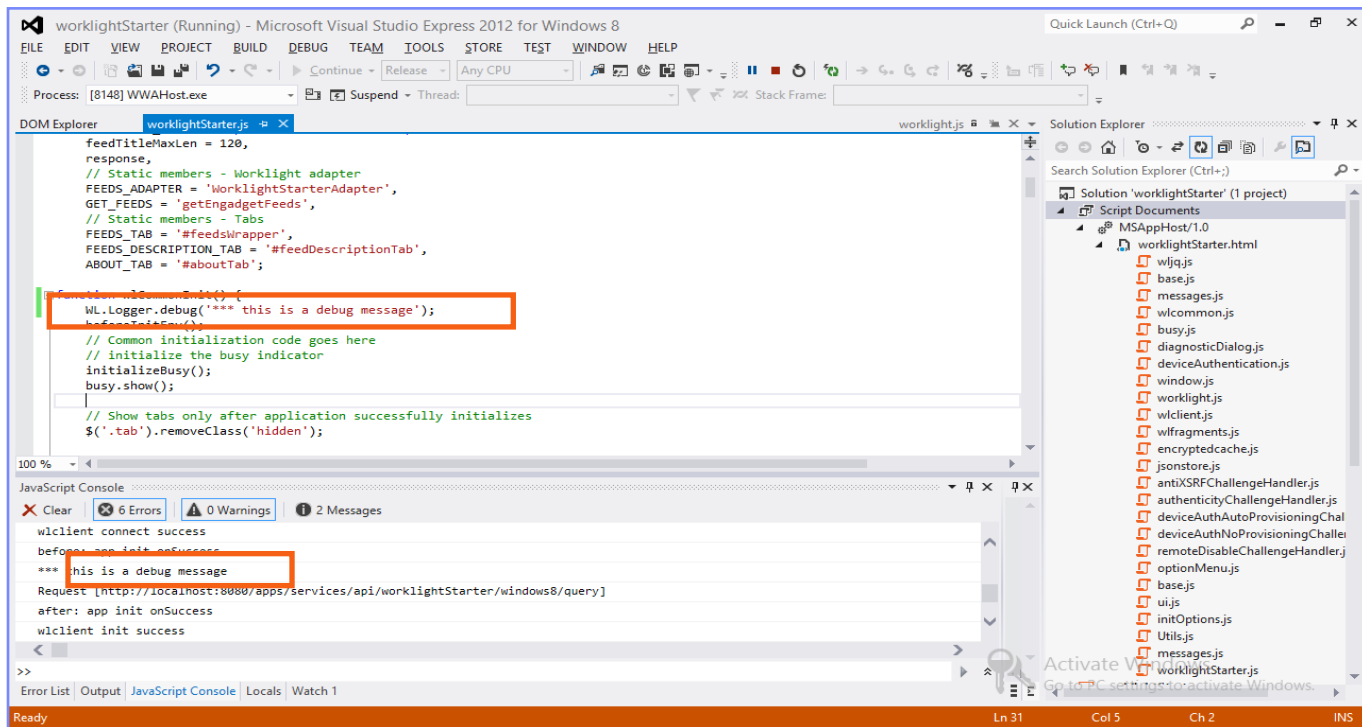 worklightStarter (Running) - Microsoft Visual Studio Express 2012 for Windows 8
Quick Launch (Ctrl+Q)
FILE EDIT VIEW PROJECT BUILD DEBUG TEAM TOOLS STORE TEST WINDOW HELP
Continue Release Any CPU
Process: [8148] WWAHost.exe Suspend Thread: Stack Frame:
DOM Explorer worklightStarter.js worklight.js
feedTitleMaxLen = 120,
response,
// Static members - Worklight adapter
FEEDS_ADAPTER = 'WorklightStarterAdapter',
GET_FEEDS = 'getEngadgetFeeds',
// Static members - Tabs
FEEDS_TAB = '#feedsWrapper',
FEEDS_DESCRIPTION_TAB = '#feedDescriptionTab',
ABOUT_TAB = '#aboutTab';
function wlCommonInit() {
WL.Logger.debug('*** this is a debug message');
beforeInitEnv();
// Common initialization code goes here
// initialize the busy indicator
initializeBusy();
busy.show();
// Show tabs only after application successfully initializes
$('.tab').removeClass('hidden');
100 %
JavaScript Console
Clear 6 Errors 0 Warnings 2 Messages
wlclient connect success
before: app init onSuccess
*** this is a debug message
Request [http://localhost:8080/apps/services/api/worklightStarter/windows8/query]
after: app init onSuccess
wlclient init success
>>
Error List Output JavaScript Console Locals Watch 1
Solution Explorer
Search Solution Explorer (Ctrl+;)
Solution 'worklightStarter' (1 project)
Script Documents
MSAppHost/1.0
worklightStarter.html
wljq.js
base.js
messages.js
wlcommon.js
busy.js
diagnosticDialog.js
deviceAuthentication.js
window.js
worklight.js
wlclient.js
wlfragments.js
encryptedcache.js
jsonstore.js
antiXSRFChallengeHandler.js
authenticityChallengeHandler.js
deviceAuthAutoProvisioningChal
deviceAuthNoProvisioningChalle
remoteDisableChallengeHandler.j
optionMenu.js
base.js
ui.js
initOptions.js
Utils.js
messages.js
worklightStarter.js
Activate Windows
Go to PC settings to activate Windows.
Ready Ln 31 Col 5 Ch 2 INS